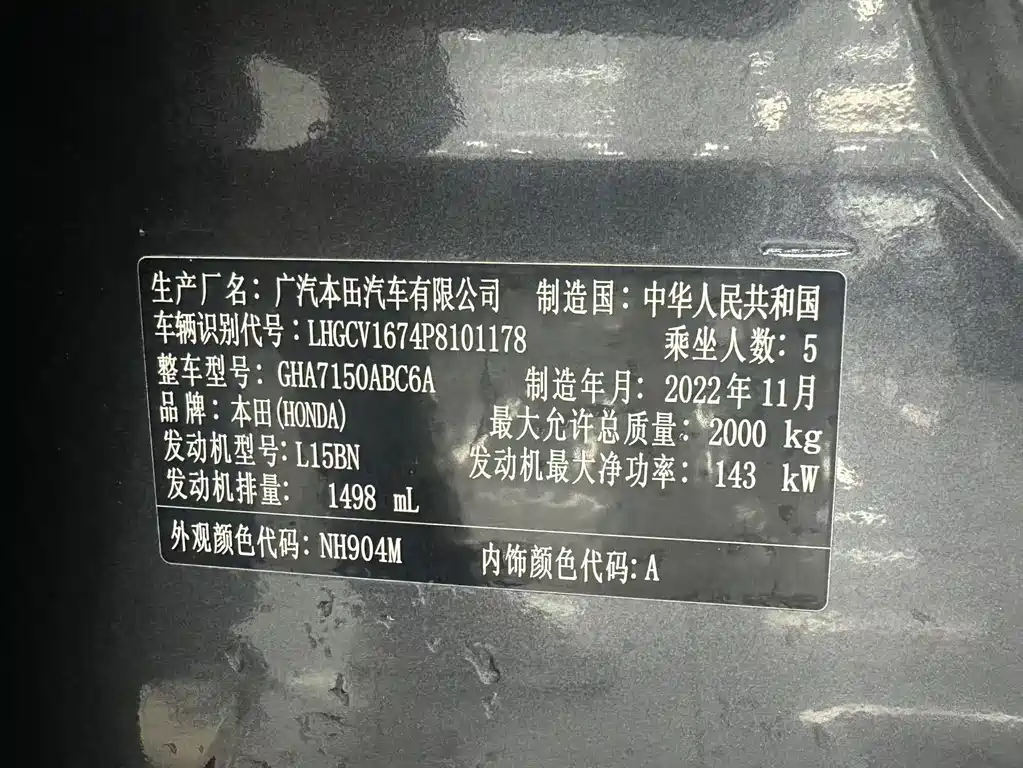 生产厂名：广汽本田汽车有限公司 制造国：中华人民共和国
车辆识别代号：LHGCV1674P8101178 乘坐人数：5
整车型号：GHA7150ABC6A 制造年月：2022年11月
品牌：本田(HONDA) 最大允许总质量：2000 kg
发动机型号：L15BN 发动机最大净功率：143 kW
发动机排量：1498 mL
外观颜色代码：NH904M 内饰颜色代码：A